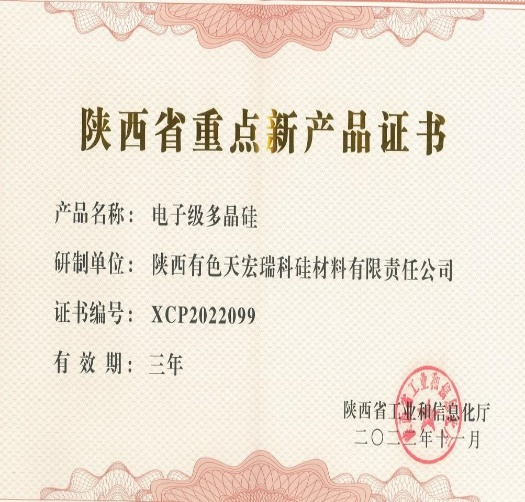 陕西省重点新产品证书
产品名称：电子级多晶硅
研制单位：陕西有色天宏瑞科硅材料有限责任公司
证书编号：XCP2022099
有 效 期：三年
陕西省工业和信息化厅
二〇二二年十一月